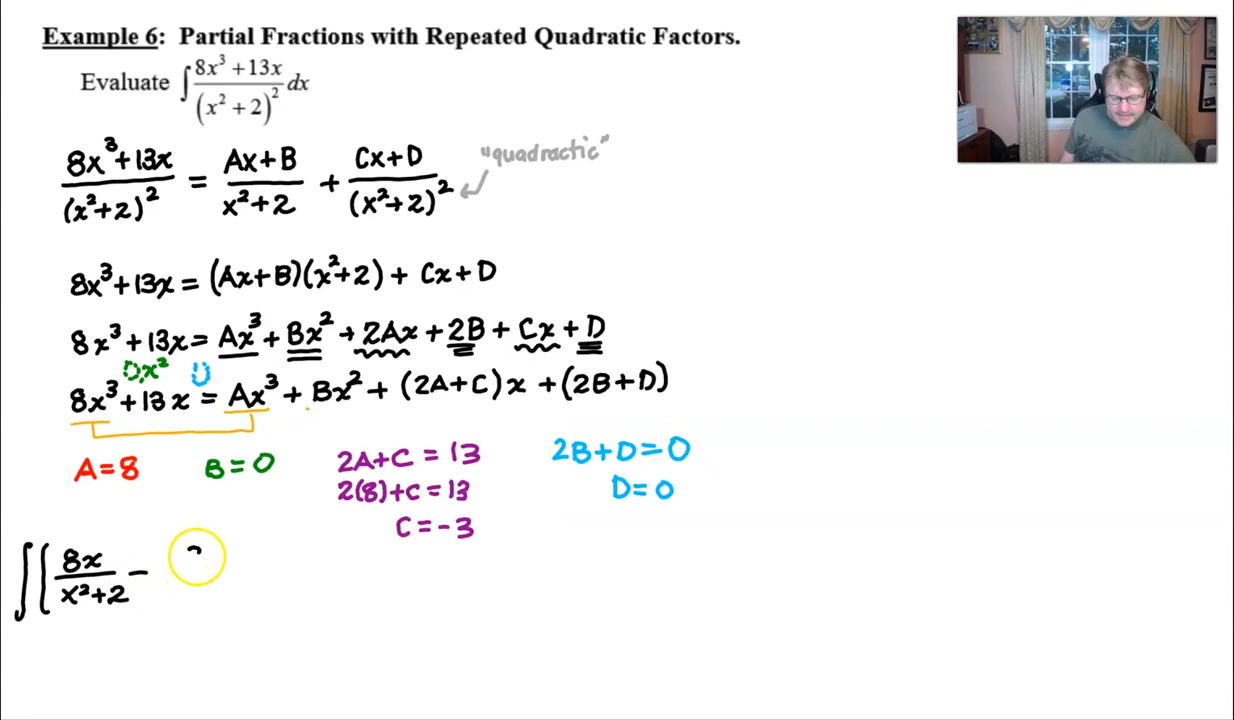 Example 6: Partial Fractions with Repeated Quadratic Factors.
Evaluate ∫ (8x³ + 13x)/(x² + 2)² dx
(8x³+13x)/(x²+2)² = (Ax+B)/(x²+2) + (Cx+D)/(x²+2)²
"quadractic"
8x³+13x = (Ax+B)(x²+2) + Cx+D
8x³+13x = Ax³ + Bx² + 2Ax + 2B + Cx + D
0x² 0
8x³+13x = Ax³ + Bx² + (2A+C)x + (2B+D)
A=8 B=0 2A+C=13 2B+D=0
2(8)+C=13 D=0
C=-3
∫( 8x/(x²+2) -